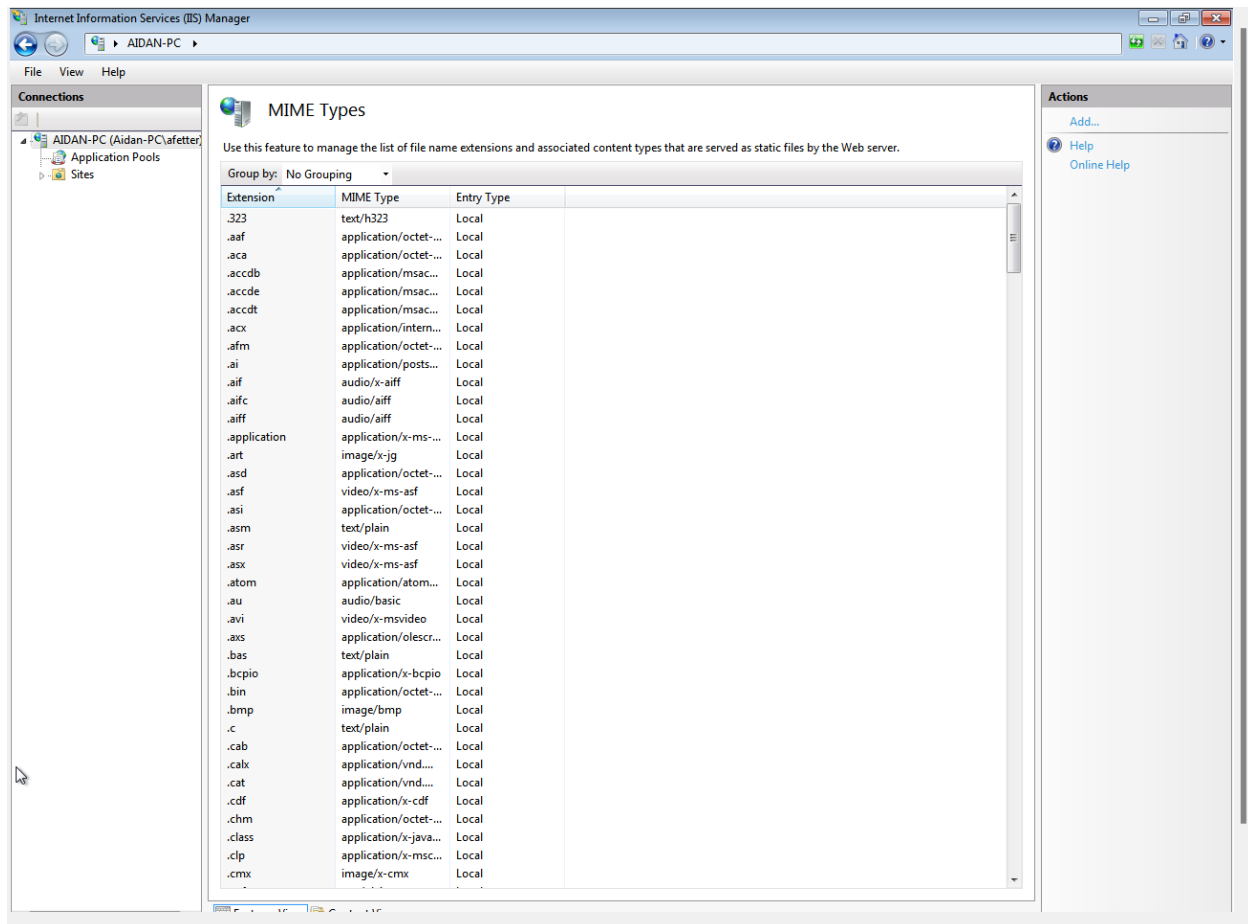 Internet Information Services (IIS) Manager
AIDAN-PC
File View Help
Connections
AIDAN-PC (Aidan-PC\afetter)
Application Pools
Sites
MIME Types
Use this feature to manage the list of file name extensions and associated content types that are served as static files by the Web server.
Group by: No Grouping
Extension MIME Type Entry Type
.323 text/h323 Local
.aaf application/octet-... Local
.aca application/octet-... Local
.accdb application/msac... Local
.accde application/msac... Local
.accdt application/msac... Local
.acx application/intern... Local
.afm application/octet-... Local
.ai application/posts... Local
.aif audio/x-aiff Local
.aifc audio/aiff Local
.aiff audio/aiff Local
.application application/x-ms-... Local
.art image/x-jg Local
.asd application/octet-... Local
.asf video/x-ms-asf Local
.asi application/octet-... Local
.asm text/plain Local
.asr video/x-ms-asf Local
.asx video/x-ms-asf Local
.atom application/atom... Local
.au audio/basic Local
.avi video/x-msvideo Local
.axs application/olescr... Local
.bas text/plain Local
.bcpio application/x-bcpio Local
.bin application/octet-... Local
.bmp image/bmp Local
.c text/plain Local
.cab application/octet-... Local
.calx application/vnd.... Local
.cat application/vnd.... Local
.cdf application/x-cdf Local
.chm application/octet-... Local
.class application/x-java... Local
.clp application/x-msc... Local
.cmx image/x-cmx Local
Actions
Add...
Help
Online Help